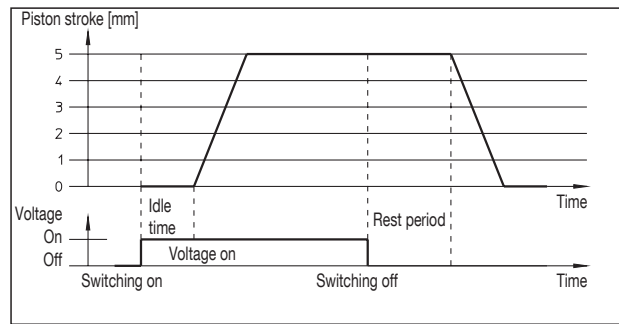 Piston stroke [mm]
5
4
3
2
1
0
Time
Idle
time
Rest period
Voltage
On
Off
Voltage on
Switching on
Switching off
Time